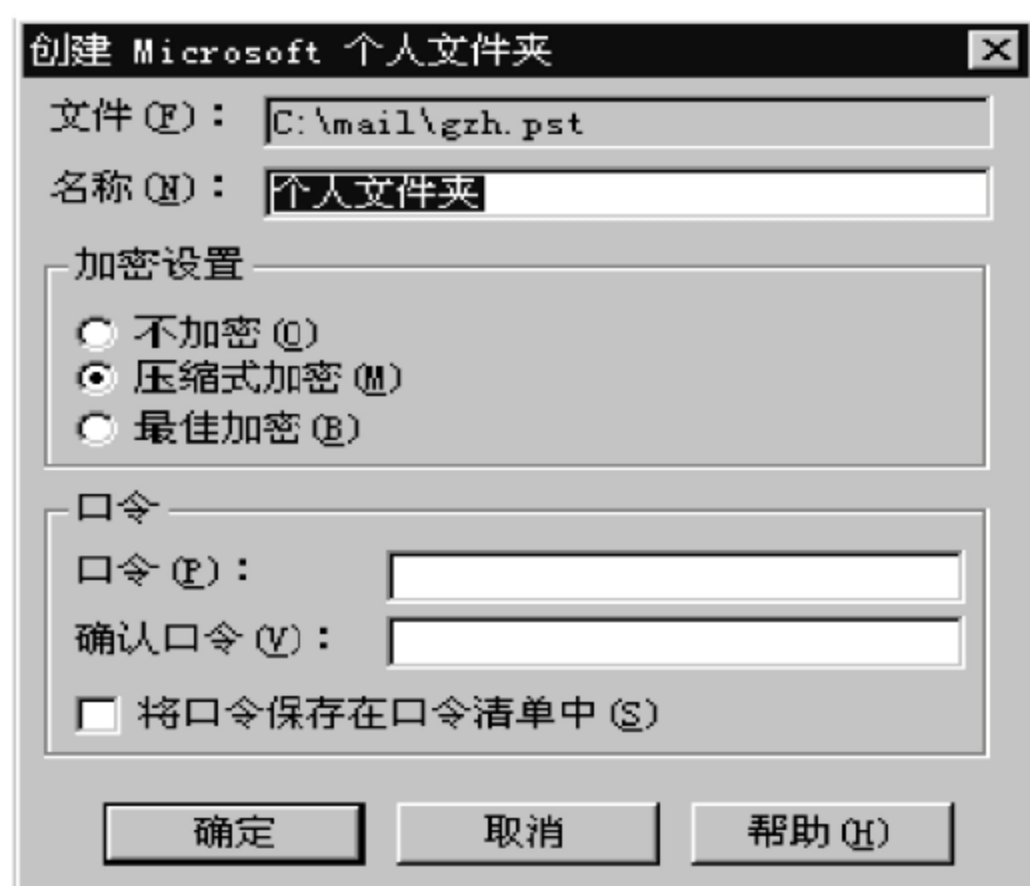 创建 Microsoft 个人文件夹
文件(F)： C:\mail\gzh.pst
名称(N)： 个人文件夹
加密设置
不加密(O)
压缩式加密(M)
最佳加密(B)
口令
口令(P)：
确认口令(V)：
将口令保存在口令清单中(S)
确定 取消 帮助(H)